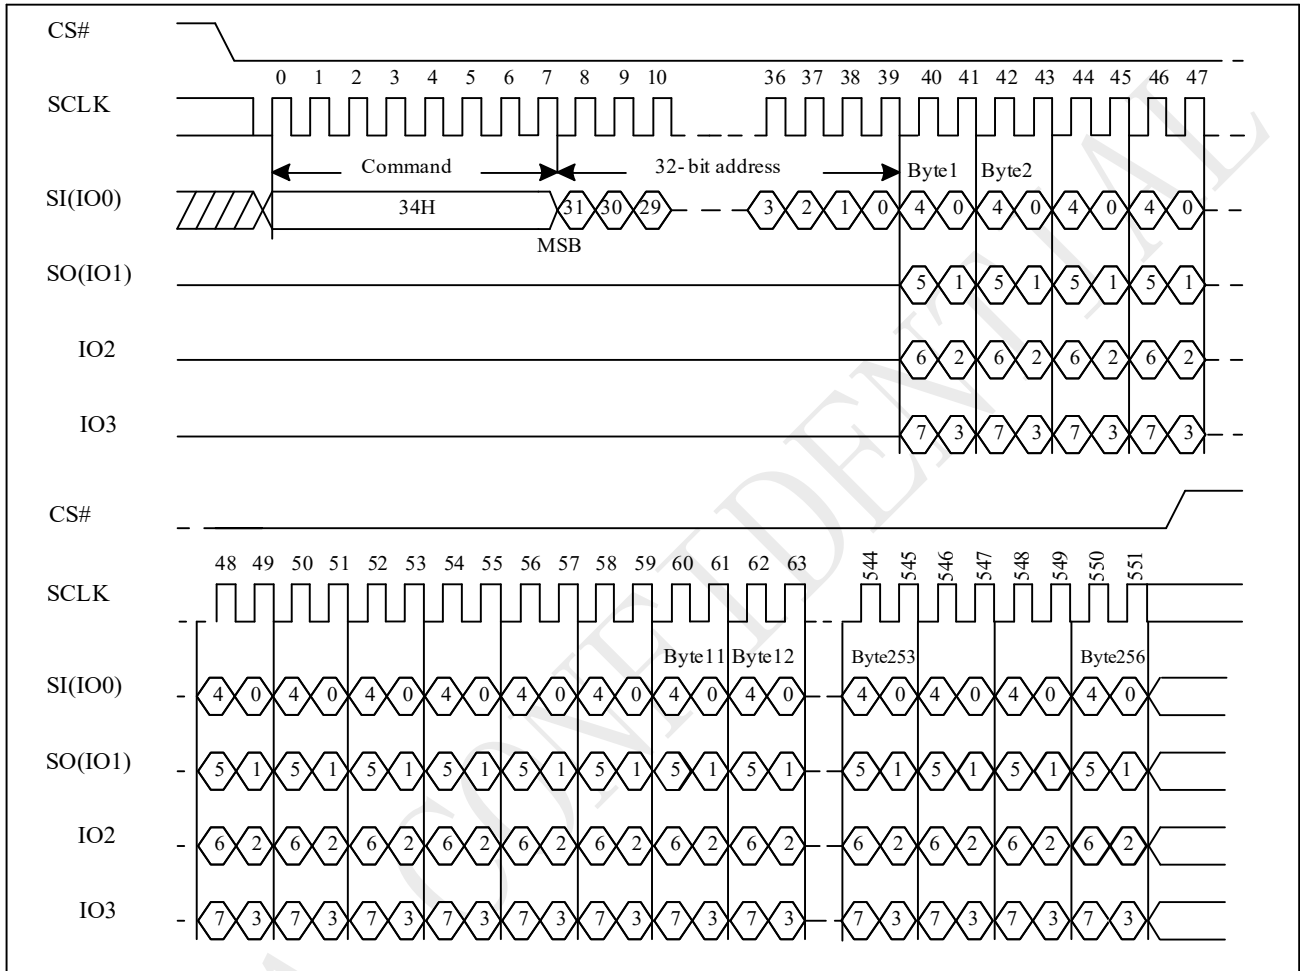 CS#
0 1 2 3 4 5 6 7 8 9 10 36 37 38 39 40 41 42 43 44 45 46 47
SCLK
Command 32-bit address Byte1 Byte2
SI(IO0) 34H 31 30 29 3 2 1 0 4 0 4 0 4 0 4 0
MSB
SO(IO1) 5 1 5 1 5 1 5 1
IO2 6 2 6 2 6 2 6 2
IO3 7 3 7 3 7 3 7 3
CS#
48 49 50 51 52 53 54 55 56 57 58 59 60 61 62 63 544 545 546 547 548 549 550 551
SCLK
Byte11 Byte12 Byte253 Byte256
SI(IO0) 4 0 4 0 4 0 4 0 4 0 4 0 4 0 4 0 4 0 4 0 4 0 4 0
SO(IO1) 5 1 5 1 5 1 5 1 5 1 5 1 5 1 5 1 5 1 5 1 5 1 5 1
IO2 6 2 6 2 6 2 6 2 6 2 6 2 6 2 6 2 6 2 6 2 6 2 6 2
IO3 7 3 7 3 7 3 7 3 7 3 7 3 7 3 7 3 7 3 7 3 7 3 7 3
CONFIDENTIAL